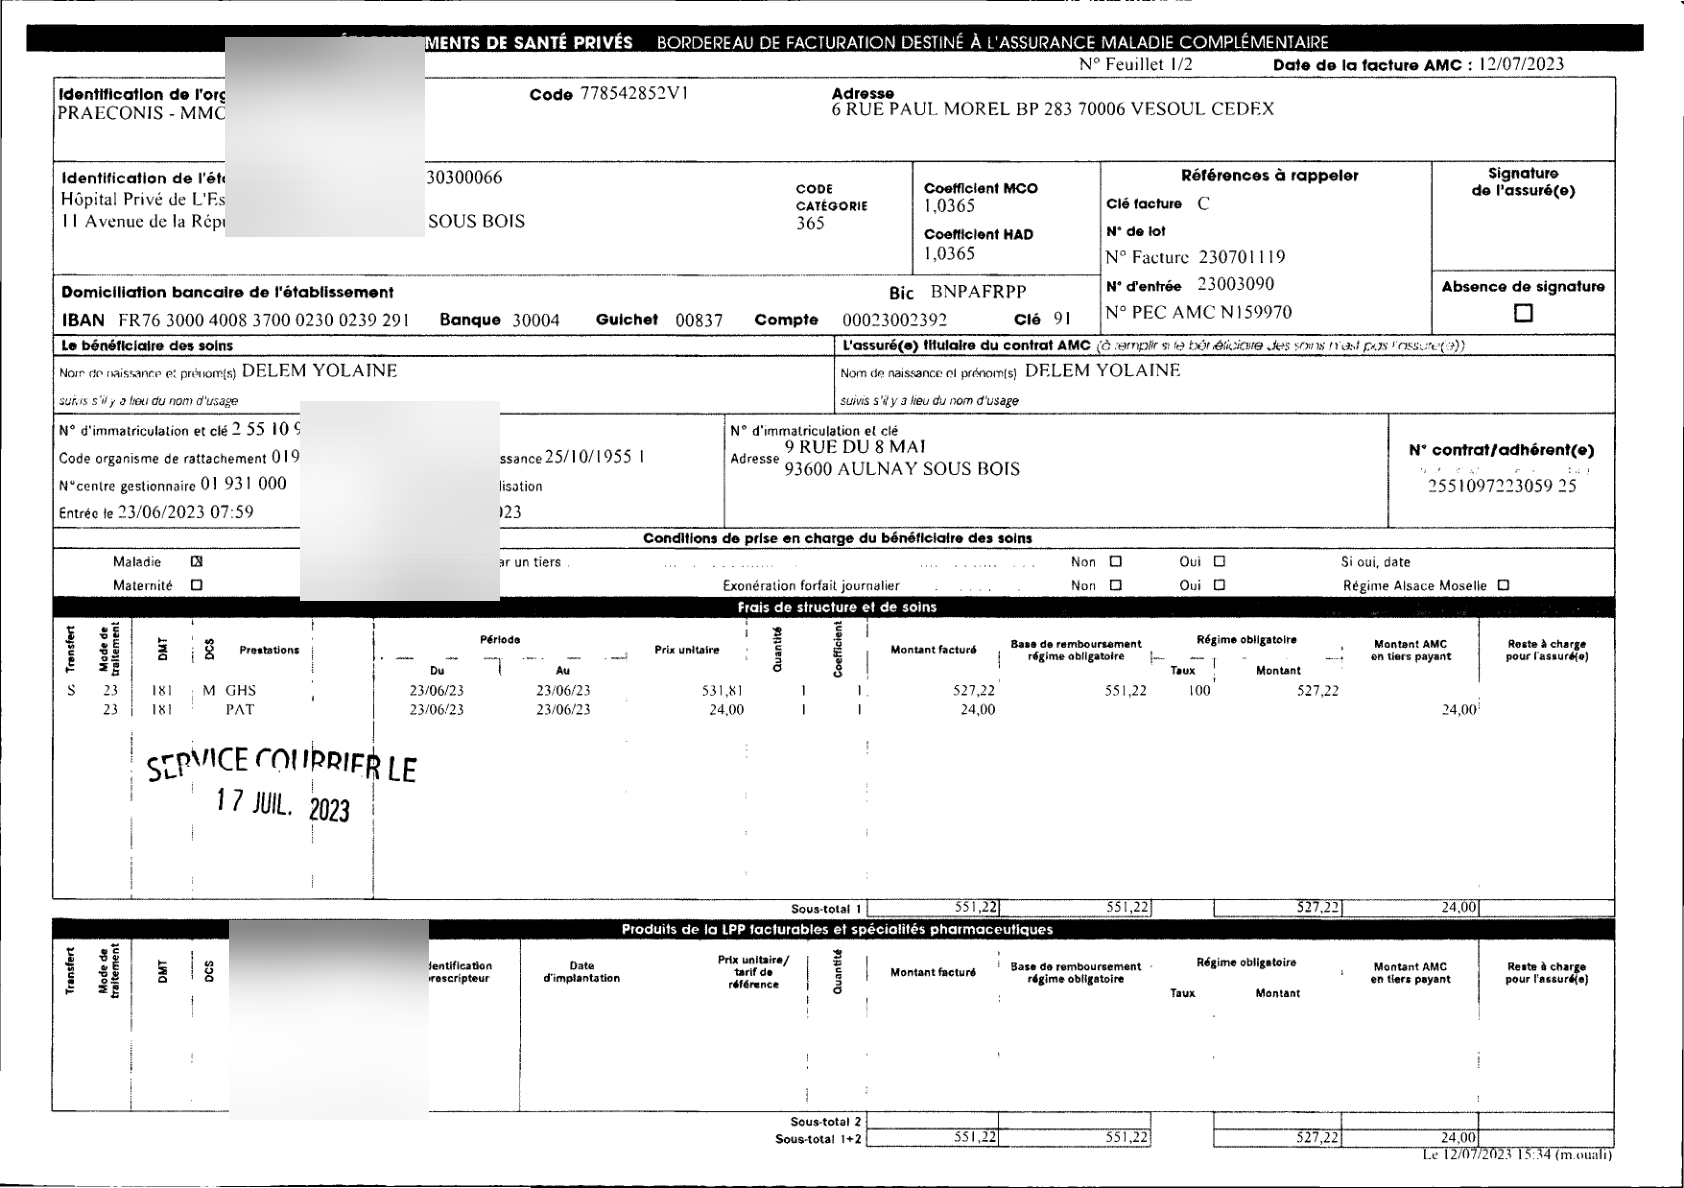 MENTS DE SANTÉ PRIVÉS BORDEREAU DE FACTURATION DESTINÉ À L'ASSURANCE MALADIE COMPLÉMENTAIRE
N° Feuillet 1/2 Date de la facture AMC : 12/07/2023
Identification de l'org Code 778542852V1 Adresse
PRAECONIS - MMC 6 RUE PAUL MOREL BP 283 70006 VESOUL CEDEX
Identification de l'éta 30300066
Hôpital Privé de L'Es
11 Avenue de la Répu SOUS BOIS
CODE
CATÉGORIE
365
Coefficient MCO
1,0365
Coefficient HAD
1,0365
Références à rappeler
Clé facture C
N° de lot
N° Facture 230701119
N° d'entrée 23003090
N° PEC AMC N159970
Signature
de l'assuré(e)
Absence de signature
Domiciliation bancaire de l'établissement Bic BNPAFRPP
IBAN FR76 3000 4008 3700 0230 0239 291 Banque 30004 Guichet 00837 Compte 00023002392 Clé 91
Le bénéficiaire des soins
Nom de naissance et prénom(s) DELEM YOLAINE
suivis s'il y a lieu du nom d'usage
L'assuré(e) titulaire du contrat AMC (à remplir si le bénéficiaire des soins n'est pas l'assuré(e))
Nom de naissance et prénom(s) DELEM YOLAINE
suivis s'il y a lieu du nom d'usage
N° d'immatriculation et clé 2 55 10 9
Code organisme de rattachement 019 ssance 25/10/1955 1
N°centre gestionnaire 01 931 000 lisation
Entrée le 23/06/2023 07:59 023
N° d'immatriculation et clé
Adresse 9 RUE DU 8 MAI
93600 AULNAY SOUS BOIS
N° contrat/adhérent(e)
2551097223059 25
Conditions de prise en charge du bénéficiaire des soins
Maladie ar un tiers Non Oui Si oui, date
Maternité Exonération forfait journalier Non Oui Régime Alsace Moselle
Frais de structure et de soins
Transfert Mode de traitement DMT DCS Prestations Période Du Au Prix unitaire Quantité Coefficient Montant facturé Base de remboursement régime obligatoire Régime obligatoire Taux Montant Montant AMC en tiers payant Reste à charge pour l'assuré(e)
S 23 181 M GHS 23/06/23 23/06/23 531,81 1 1 527,22 551,22 100 527,22
23 181 PAT 23/06/23 23/06/23 24,00 1 1 24,00 24,00
SERVICE COURRIER LE
17 JUIL. 2023
Sous-total 1 551,22 551,22 527,22 24,00
Produits de la LPP facturables et spécialités pharmaceutiques
Transfert Mode de traitement DMT DCS dentification rescripteur Date d'implantation Prix unitaire/ tarif de référence Quantité Montant facturé Base de remboursement régime obligatoire Régime obligatoire Taux Montant Montant AMC en tiers payant Reste à charge pour l'assuré(e)
Sous-total 2
Sous-total 1+2 551,22 551,22 527,22 24,00
Le 12/07/2023 15:34 (m.ouali)